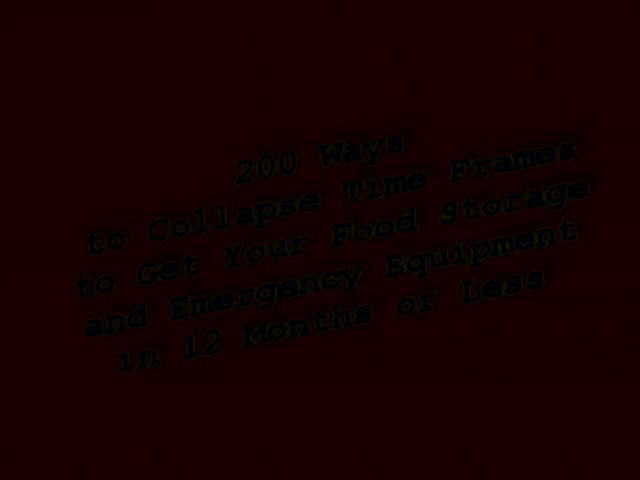 200 Ways
to Collapse Time Frames
to Get Your Food Storage
and Emergency Equipment
in 12 Months or Less